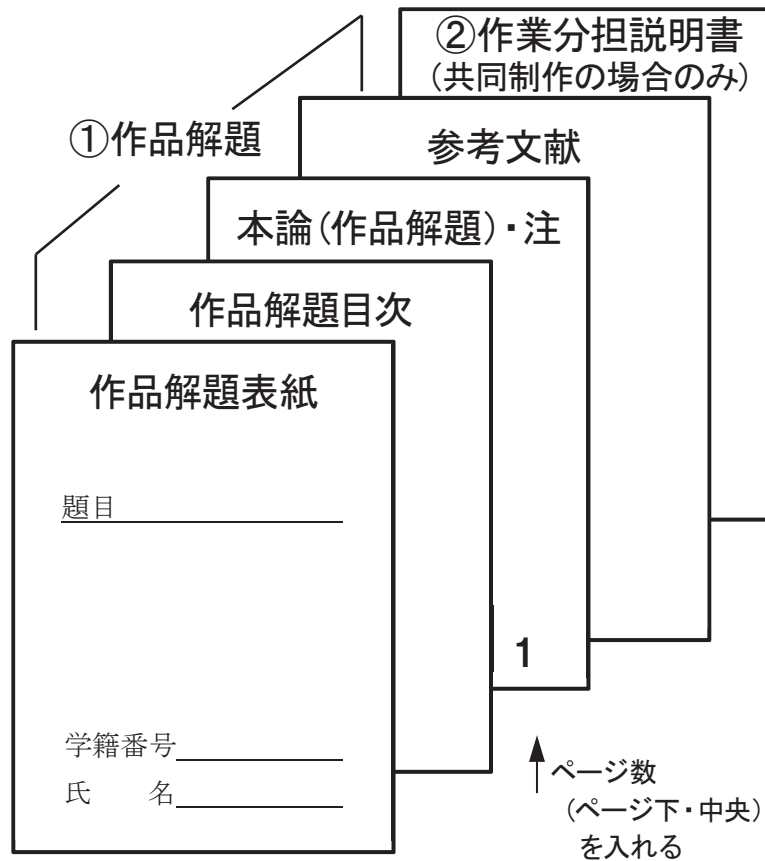 ②作業分担説明書
(共同制作の場合のみ)
①作品解題
参考文献
本論(作品解題)・注
作品解題目次
作品解題表紙
題目
1
学籍番号
氏　名
ページ数
(ページ下・中央)
を入れる